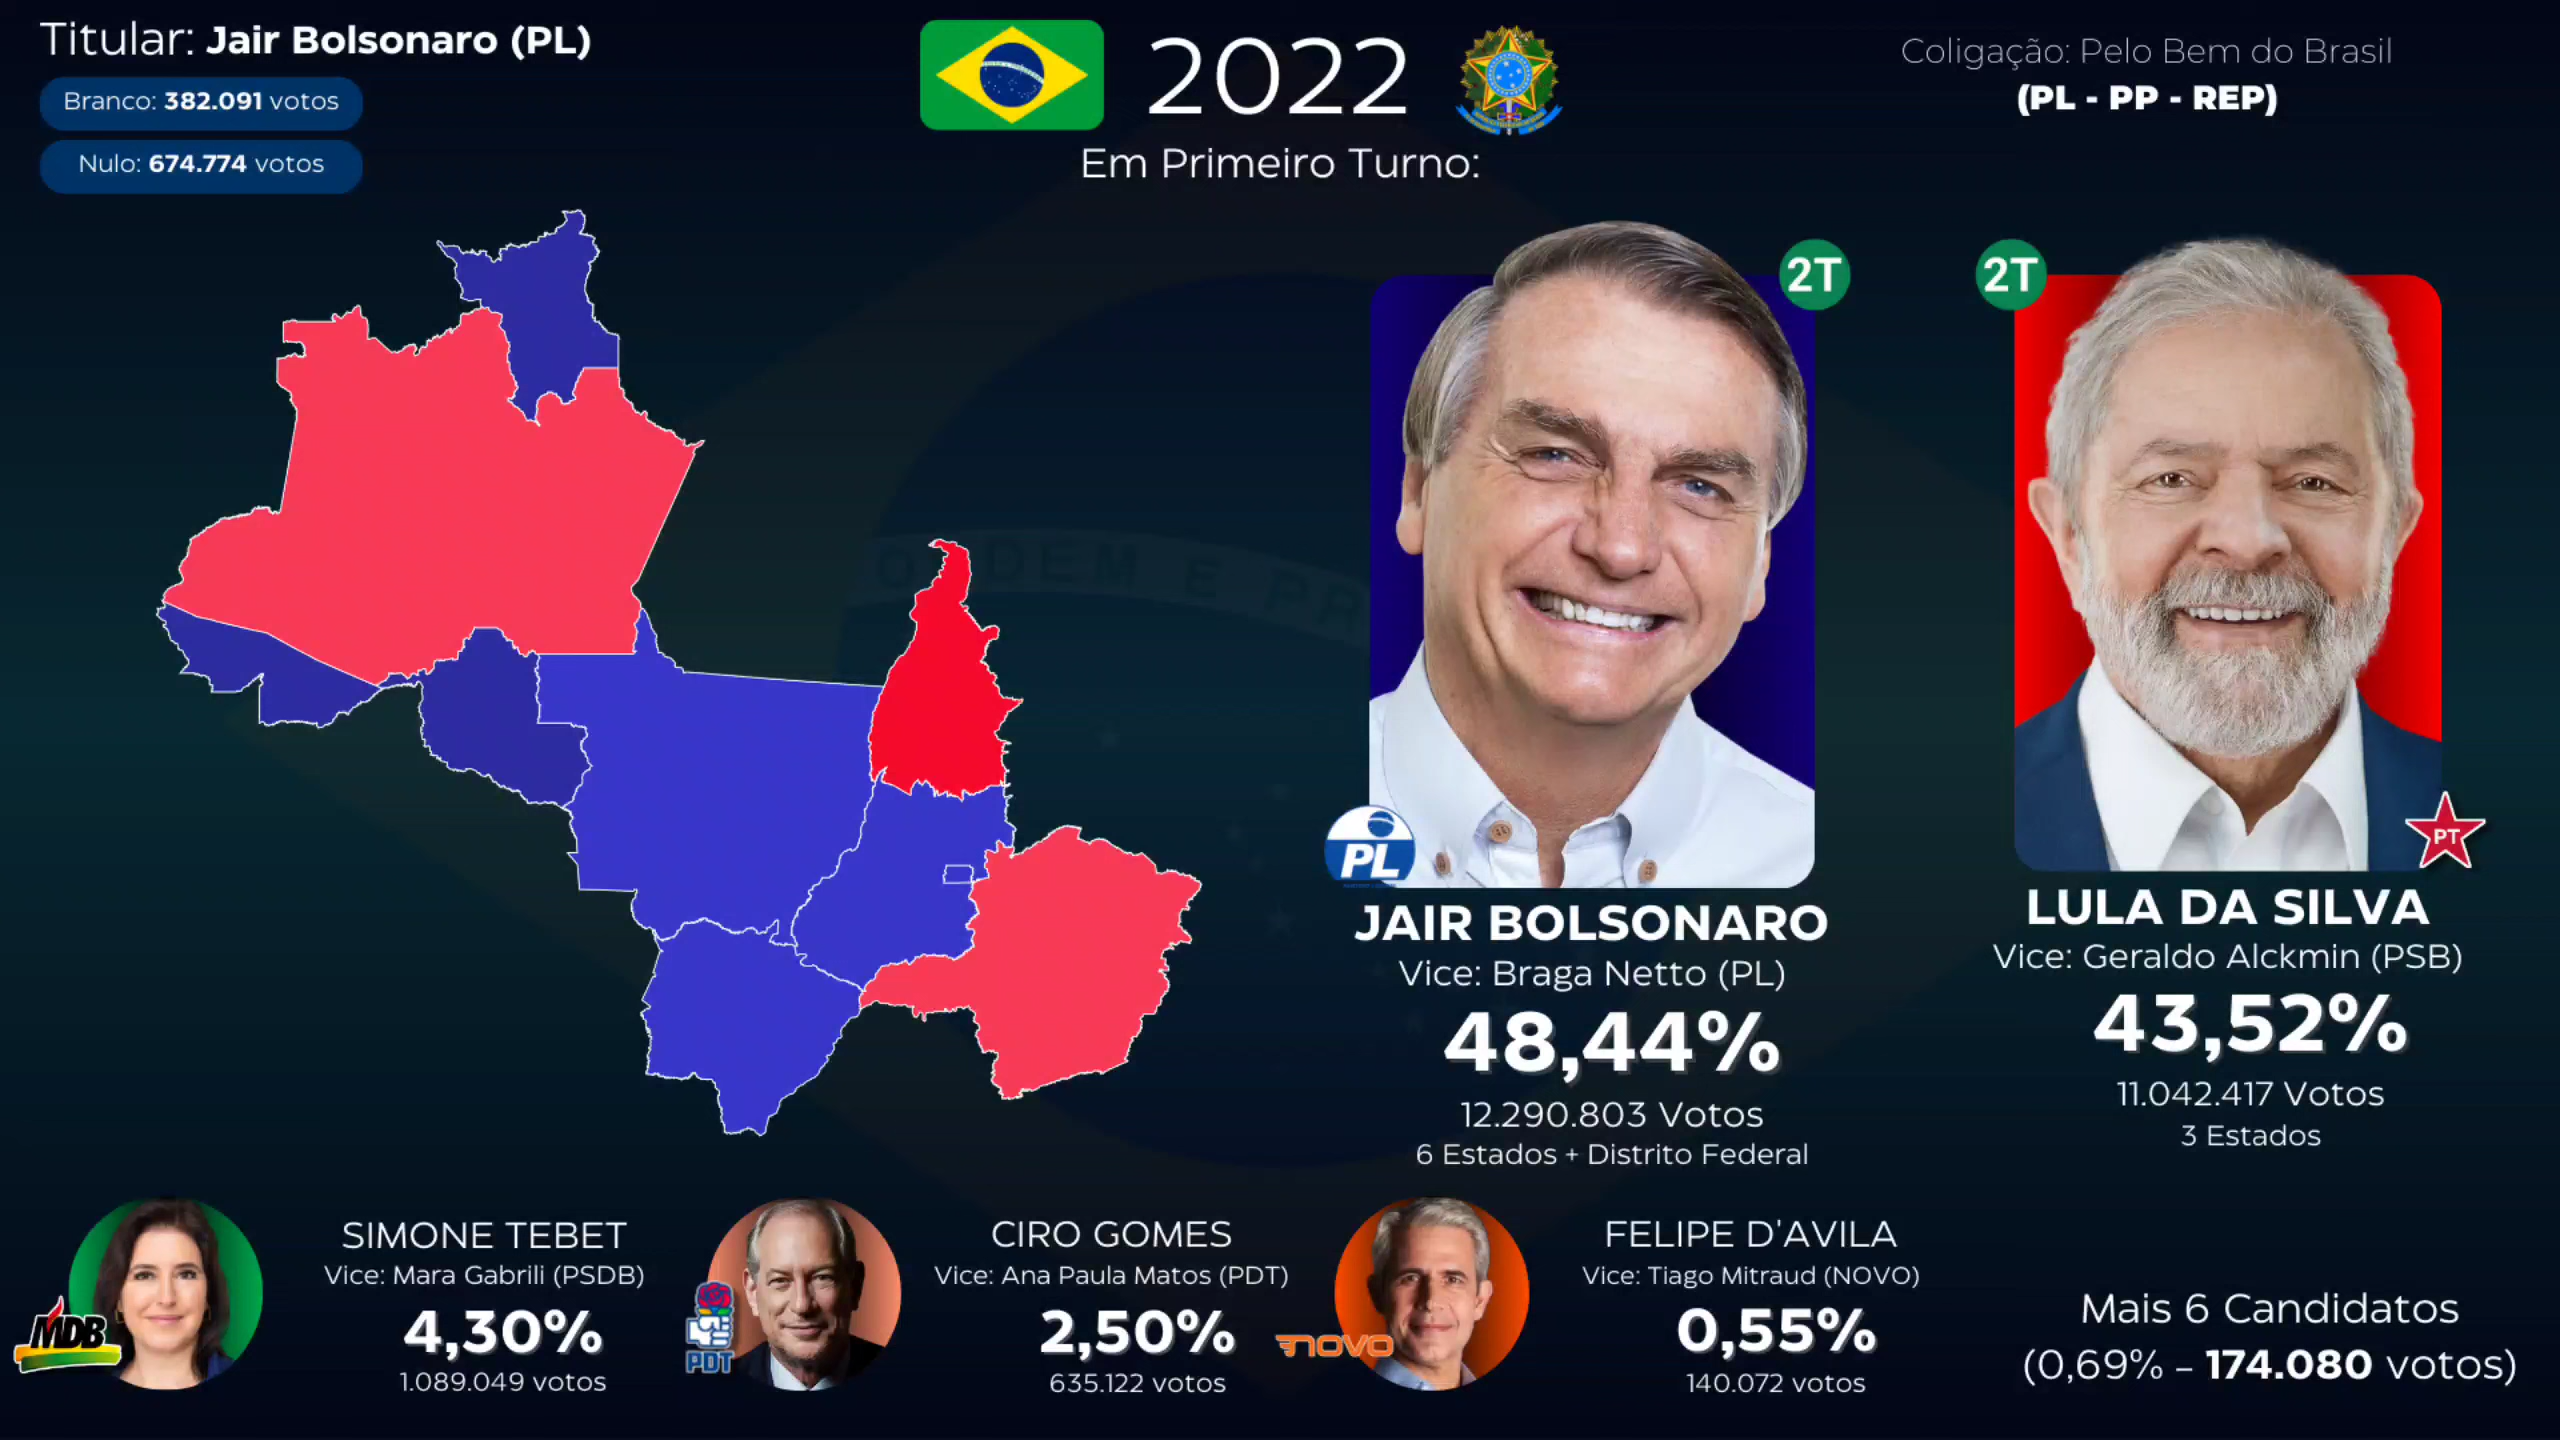 Titular: Jair Bolsonaro (PL)
Branco: 382.091 votos
Nulo: 674.774 votos
2022
Em Primeiro Turno:
Coligação: Pelo Bem do Brasil
(PL - PP - REP)
2T
2T
ORDEM E PR
PL
PT
JAIR BOLSONARO
Vice: Braga Netto (PL)
48,44%
12.290.803 Votos
6 Estados + Distrito Federal
LULA DA SILVA
Vice: Geraldo Alckmin (PSB)
43,52%
11.042.417 Votos
3 Estados
MDB
SIMONE TEBET
Vice: Mara Gabrili (PSDB)
4,30%
1.089.049 votos
PDT
CIRO GOMES
Vice: Ana Paula Matos (PDT)
2,50%
635.122 votos
NOVO
FELIPE D'AVILA
Vice: Tiago Mitraud (NOVO)
0,55%
140.072 votos
Mais 6 Candidatos
(0,69% - 174.080 votos)